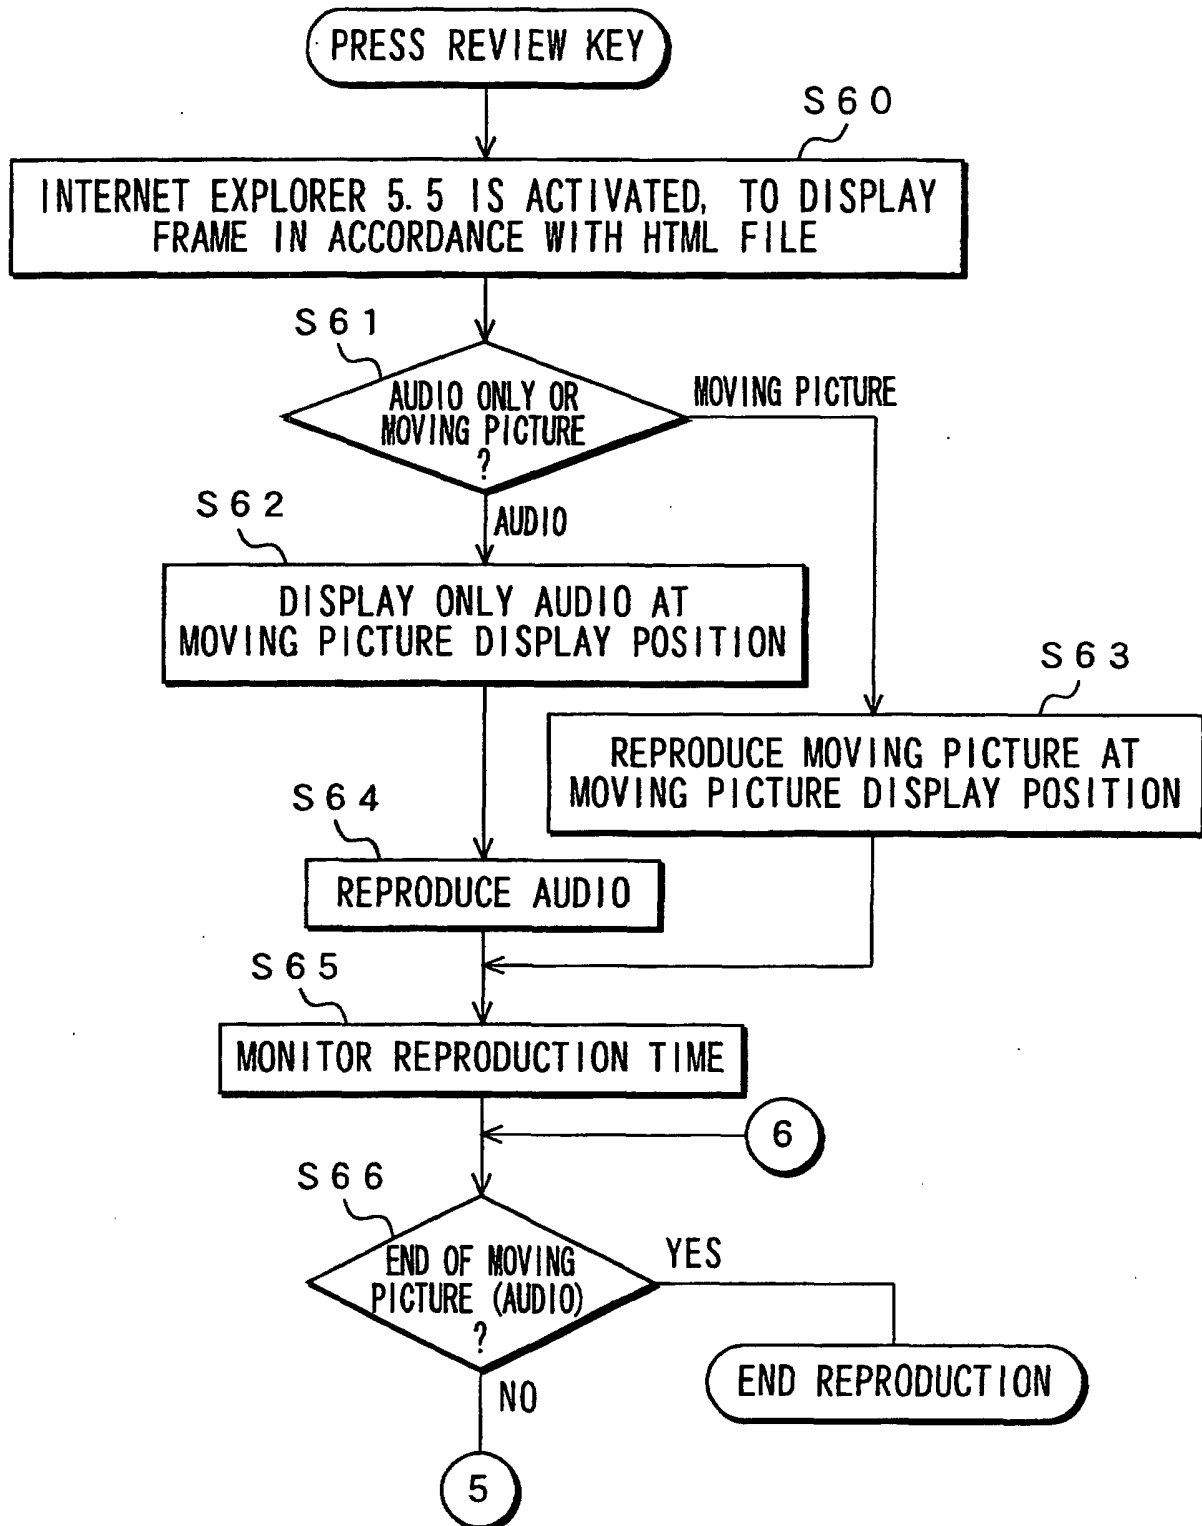 PRESS REVIEW KEY
S60
INTERNET EXPLORER 5.5 IS ACTIVATED, TO DISPLAY
FRAME IN ACCORDANCE WITH HTML FILE
S61
AUDIO ONLY OR
MOVING PICTURE
?
MOVING PICTURE
AUDIO
S62
DISPLAY ONLY AUDIO AT
MOVING PICTURE DISPLAY POSITION
S63
REPRODUCE MOVING PICTURE AT
MOVING PICTURE DISPLAY POSITION
S64
REPRODUCE AUDIO
S65
MONITOR REPRODUCTION TIME
6
S66
END OF MOVING
PICTURE (AUDIO)
?
YES
END REPRODUCTION
NO
5